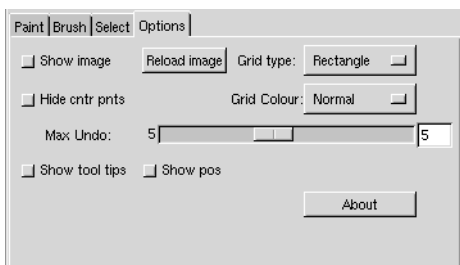 Paint Brush Select Options
Show image Reload image Grid type: Rectangle
Hide cntr pnts Grid Colour: Normal
Max Undo: 5 5
Show tool tips Show pos
About